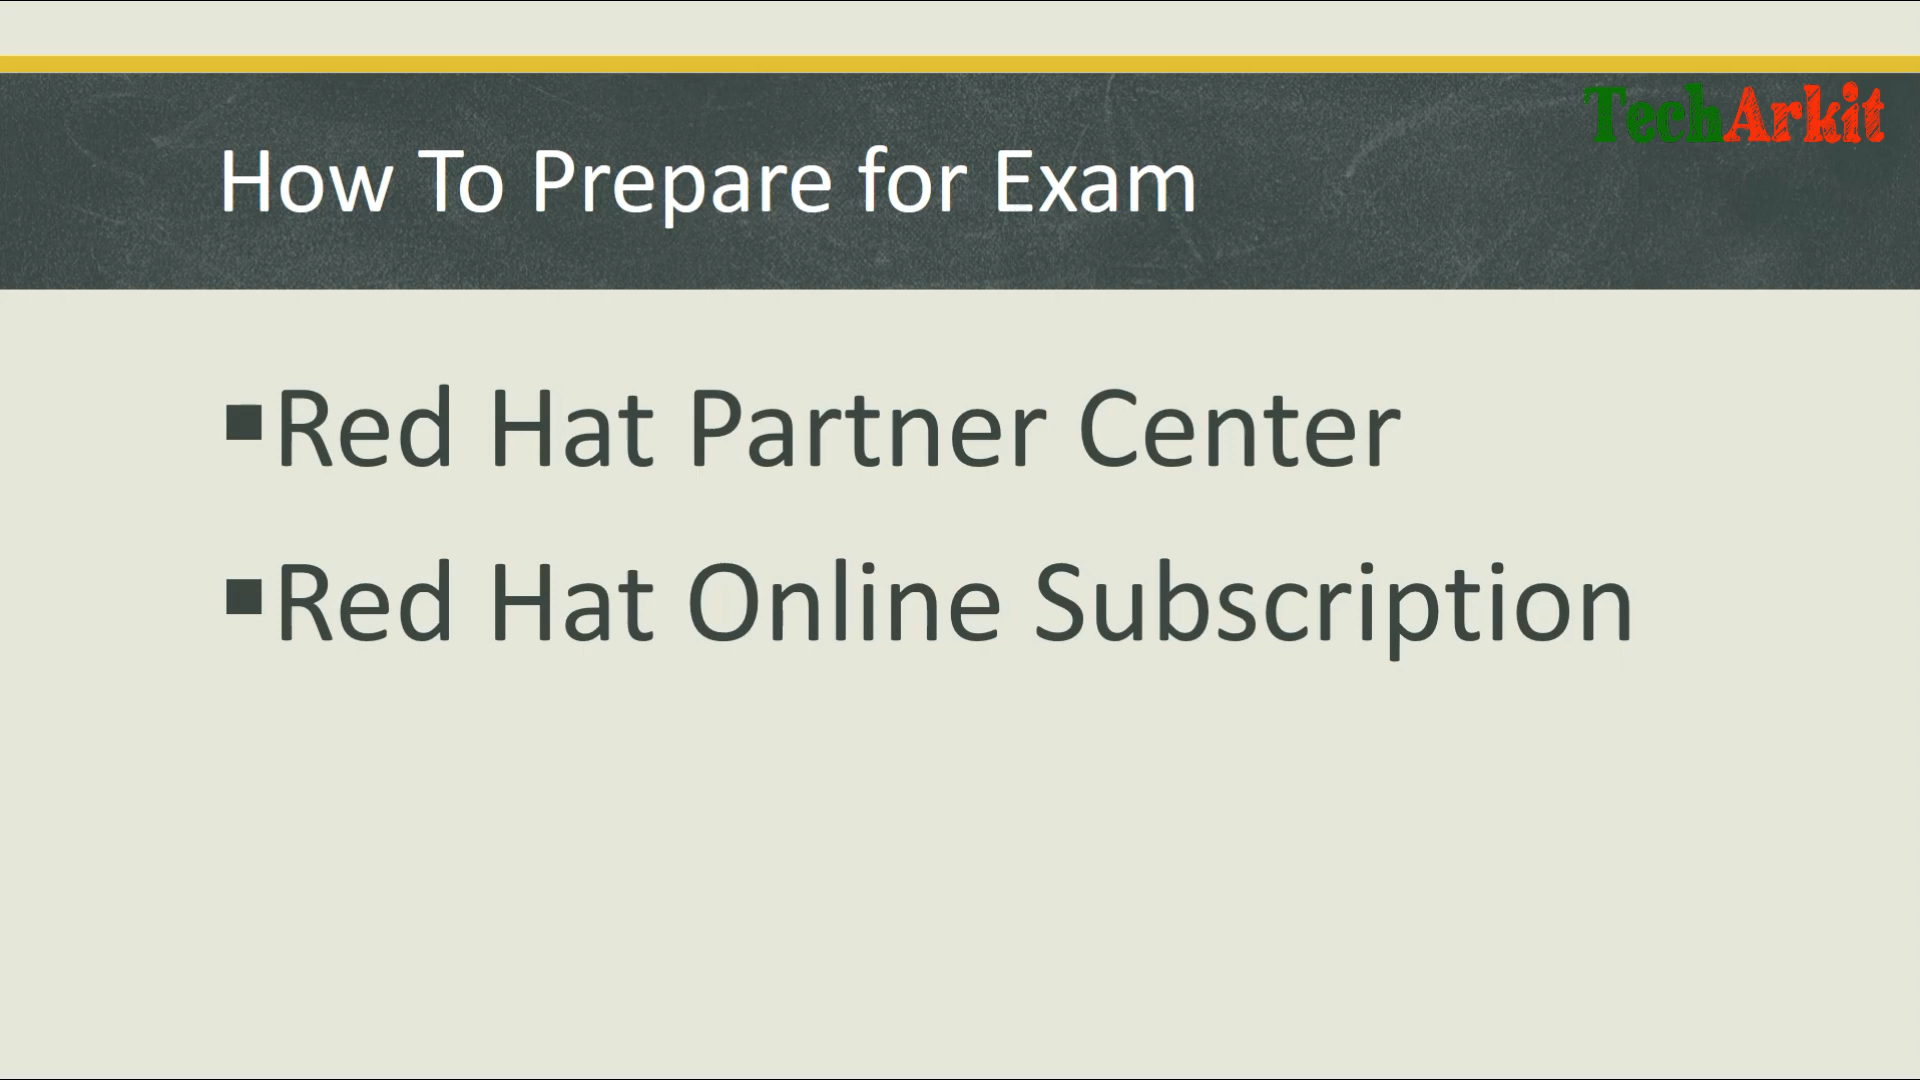 TechArkit
How To Prepare for Exam
▪Red Hat Partner Center
▪Red Hat Online Subscription